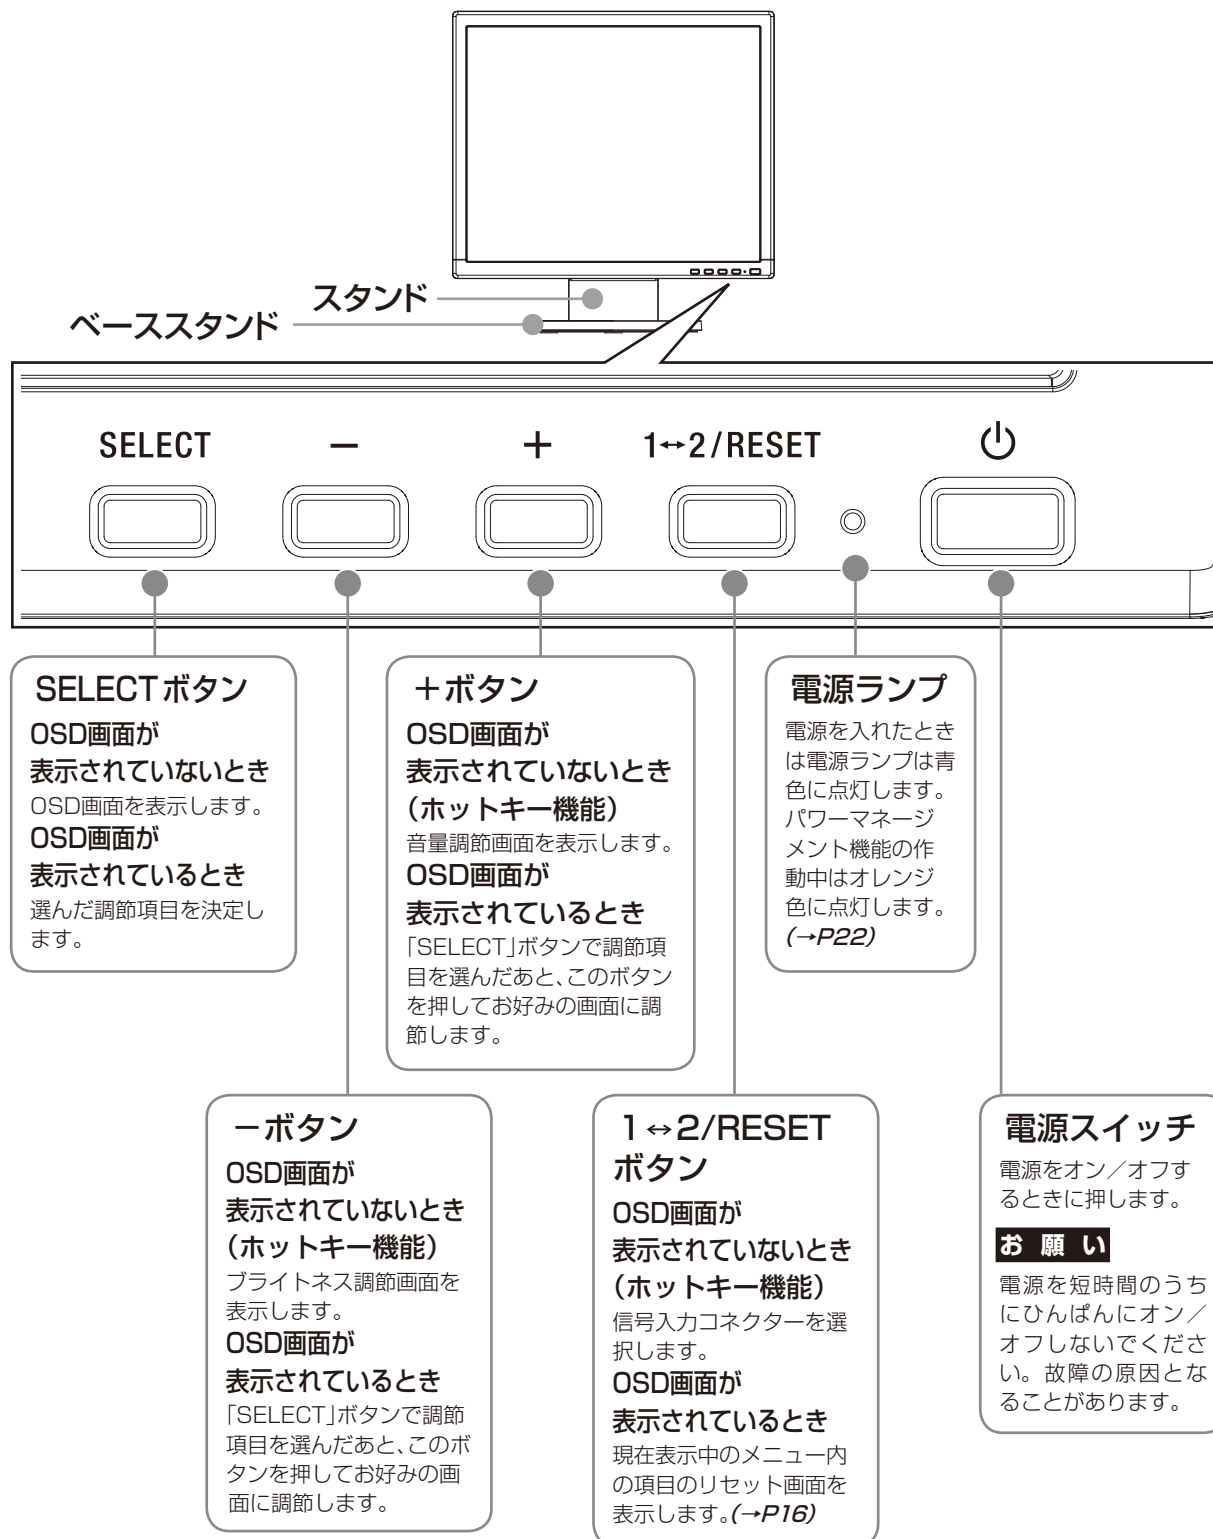 スタンド
ベーススタンド
SELECT
−
+
1↔2/RESET
SELECTボタン
OSD画面が
表示されていないとき
OSD画面を表示します。
OSD画面が
表示されているとき
選んだ調節項目を決定し
ます。
＋ボタン
OSD画面が
表示されていないとき
（ホットキー機能）
音量調節画面を表示します。
OSD画面が
表示されているとき
「SELECT」ボタンで調節項
目を選んだあと、このボタン
を押してお好みの画面に調
節します。
電源ランプ
電源を入れたとき
は電源ランプは青
色に点灯します。
パワーマネージ
メント機能の作
動中はオレンジ
色に点灯します。
(→P22)
−ボタン
OSD画面が
表示されていないとき
（ホットキー機能）
ブライトネス調節画面を
表示します。
OSD画面が
表示されているとき
「SELECT」ボタンで調節
項目を選んだあと、このボ
タンを押してお好みの画
面に調節します。
1↔2/RESET
ボタン
OSD画面が
表示されていないとき
（ホットキー機能）
信号入力コネクターを選
択します。
OSD画面が
表示されているとき
現在表示中のメニュー内
の項目のリセット画面を
表示します。(→P16)
電源スイッチ
電源をオン／オフす
るときに押します。
お願い
電源を短時間のうち
にひんぱんにオン／
オフしないでくださ
い。故障の原因とな
ることがあります。